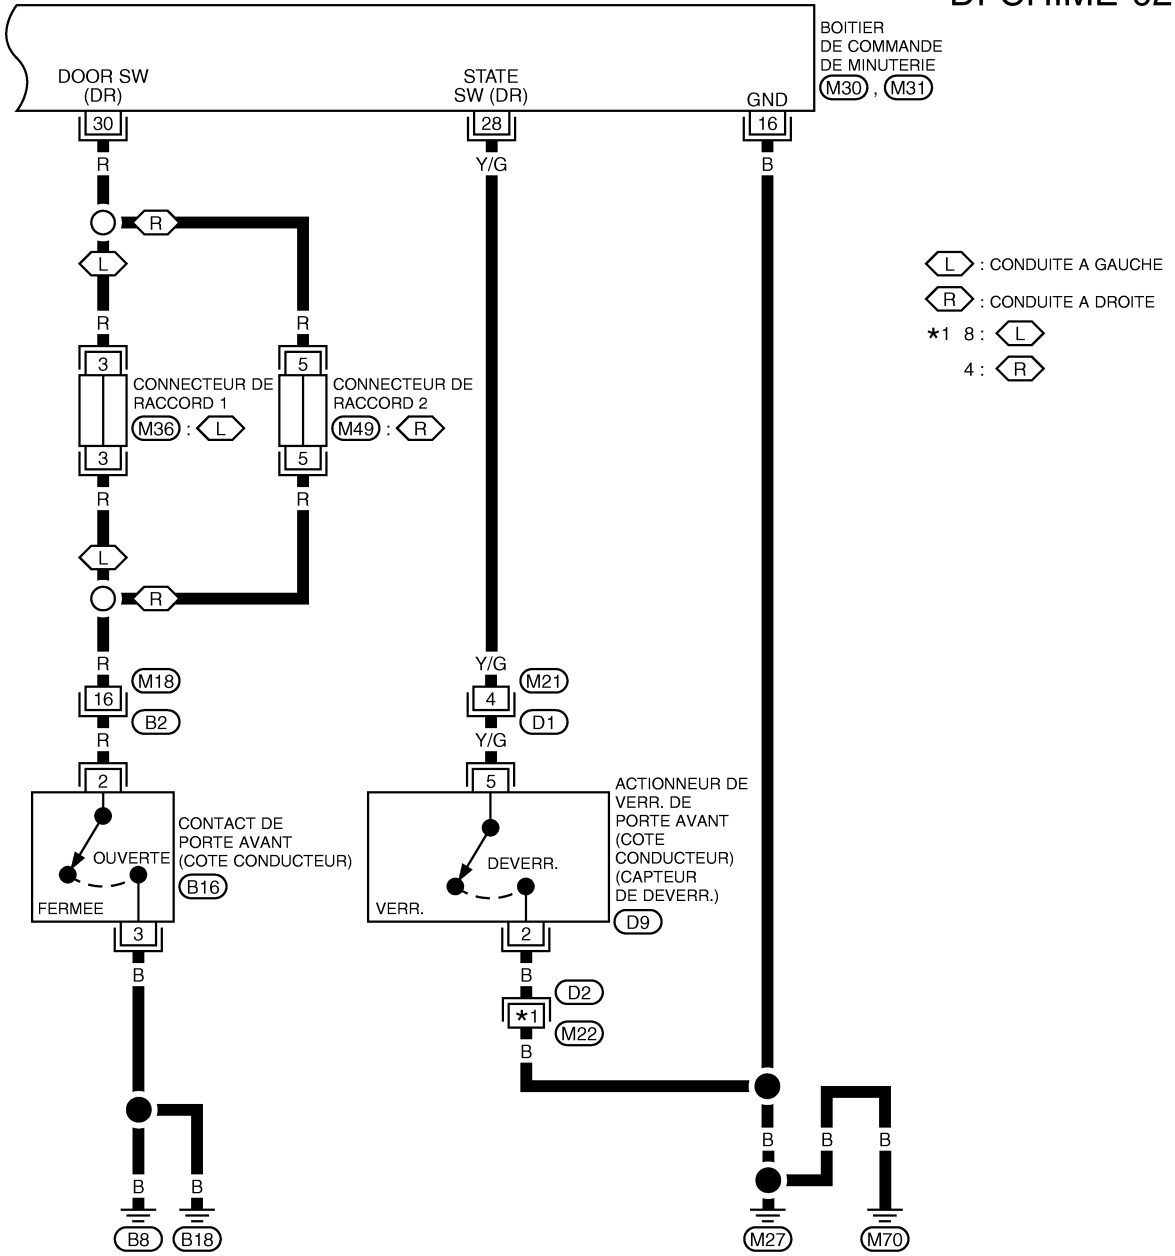 BOITIER
DE COMMANDE
DE MINUTERIE
M30 , M31
DOOR SW
(DR)
STATE
SW (DR)
GND
30
28
16
R
Y/G
B
R
L
L : CONDUITE A GAUCHE
R : CONDUITE A DROITE
*1 8 : L
4 : R
R
R
3
5
CONNECTEUR DE
RACCORD 1
M36 : L
CONNECTEUR DE
RACCORD 2
M49 : R
3
5
R
R
L
R
R
Y/G
M18
M21
16
4
B2
D1
R
Y/G
2
5
OUVERTE
FERMEE
CONTACT DE
PORTE AVANT
(COTE CONDUCTEUR)
B16
DEVERR.
VERR.
ACTIONNEUR DE
VERR. DE
PORTE AVANT
(COTE
CONDUCTEUR)
(CAPTEUR
DE DEVERR.)
D9
3
2
B
B
D2
*1
M22
B
B
B
B
B
B
B8
B18
M27
M70